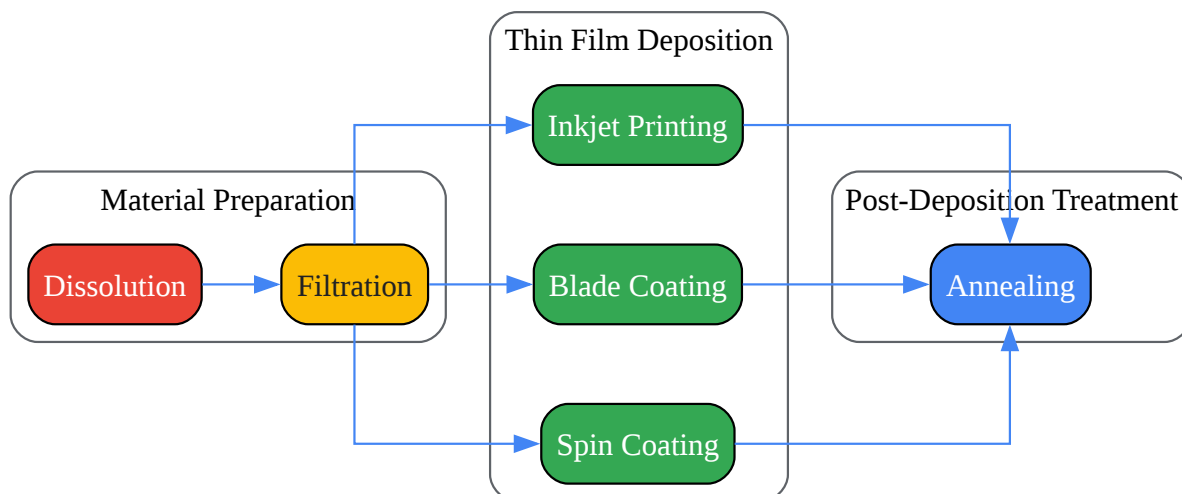 Thin Film Deposition
Inkjet Printing
Material Preparation
Post-Deposition Treatment
Dissolution
Filtration
Blade Coating
Annealing
Spin Coating